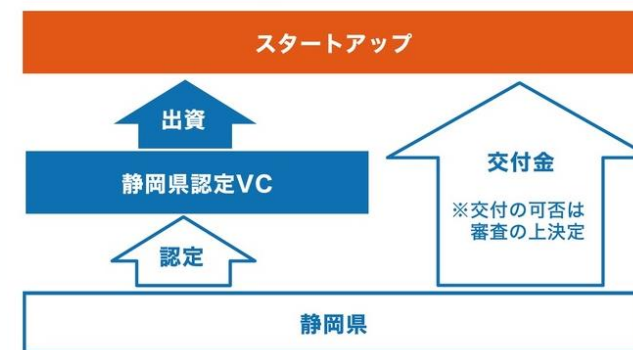 スタートアップ
出資
静岡県認定VC
交付金
※交付の可否は
審査の上決定
認定
静岡県